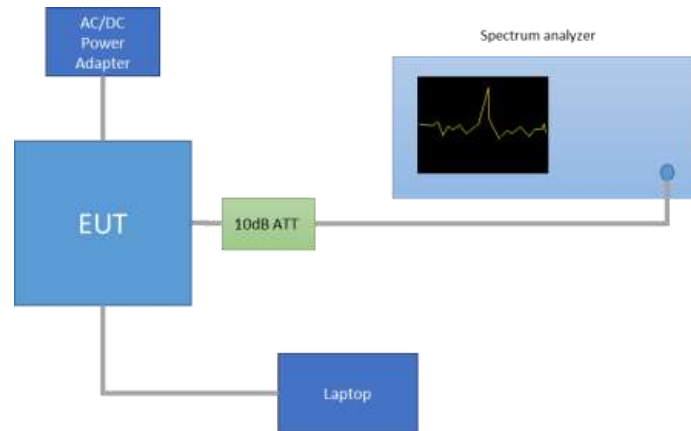 AC/DC
Power
Adapter
Spectrum analyzer
EUT
10dB ATT
Laptop